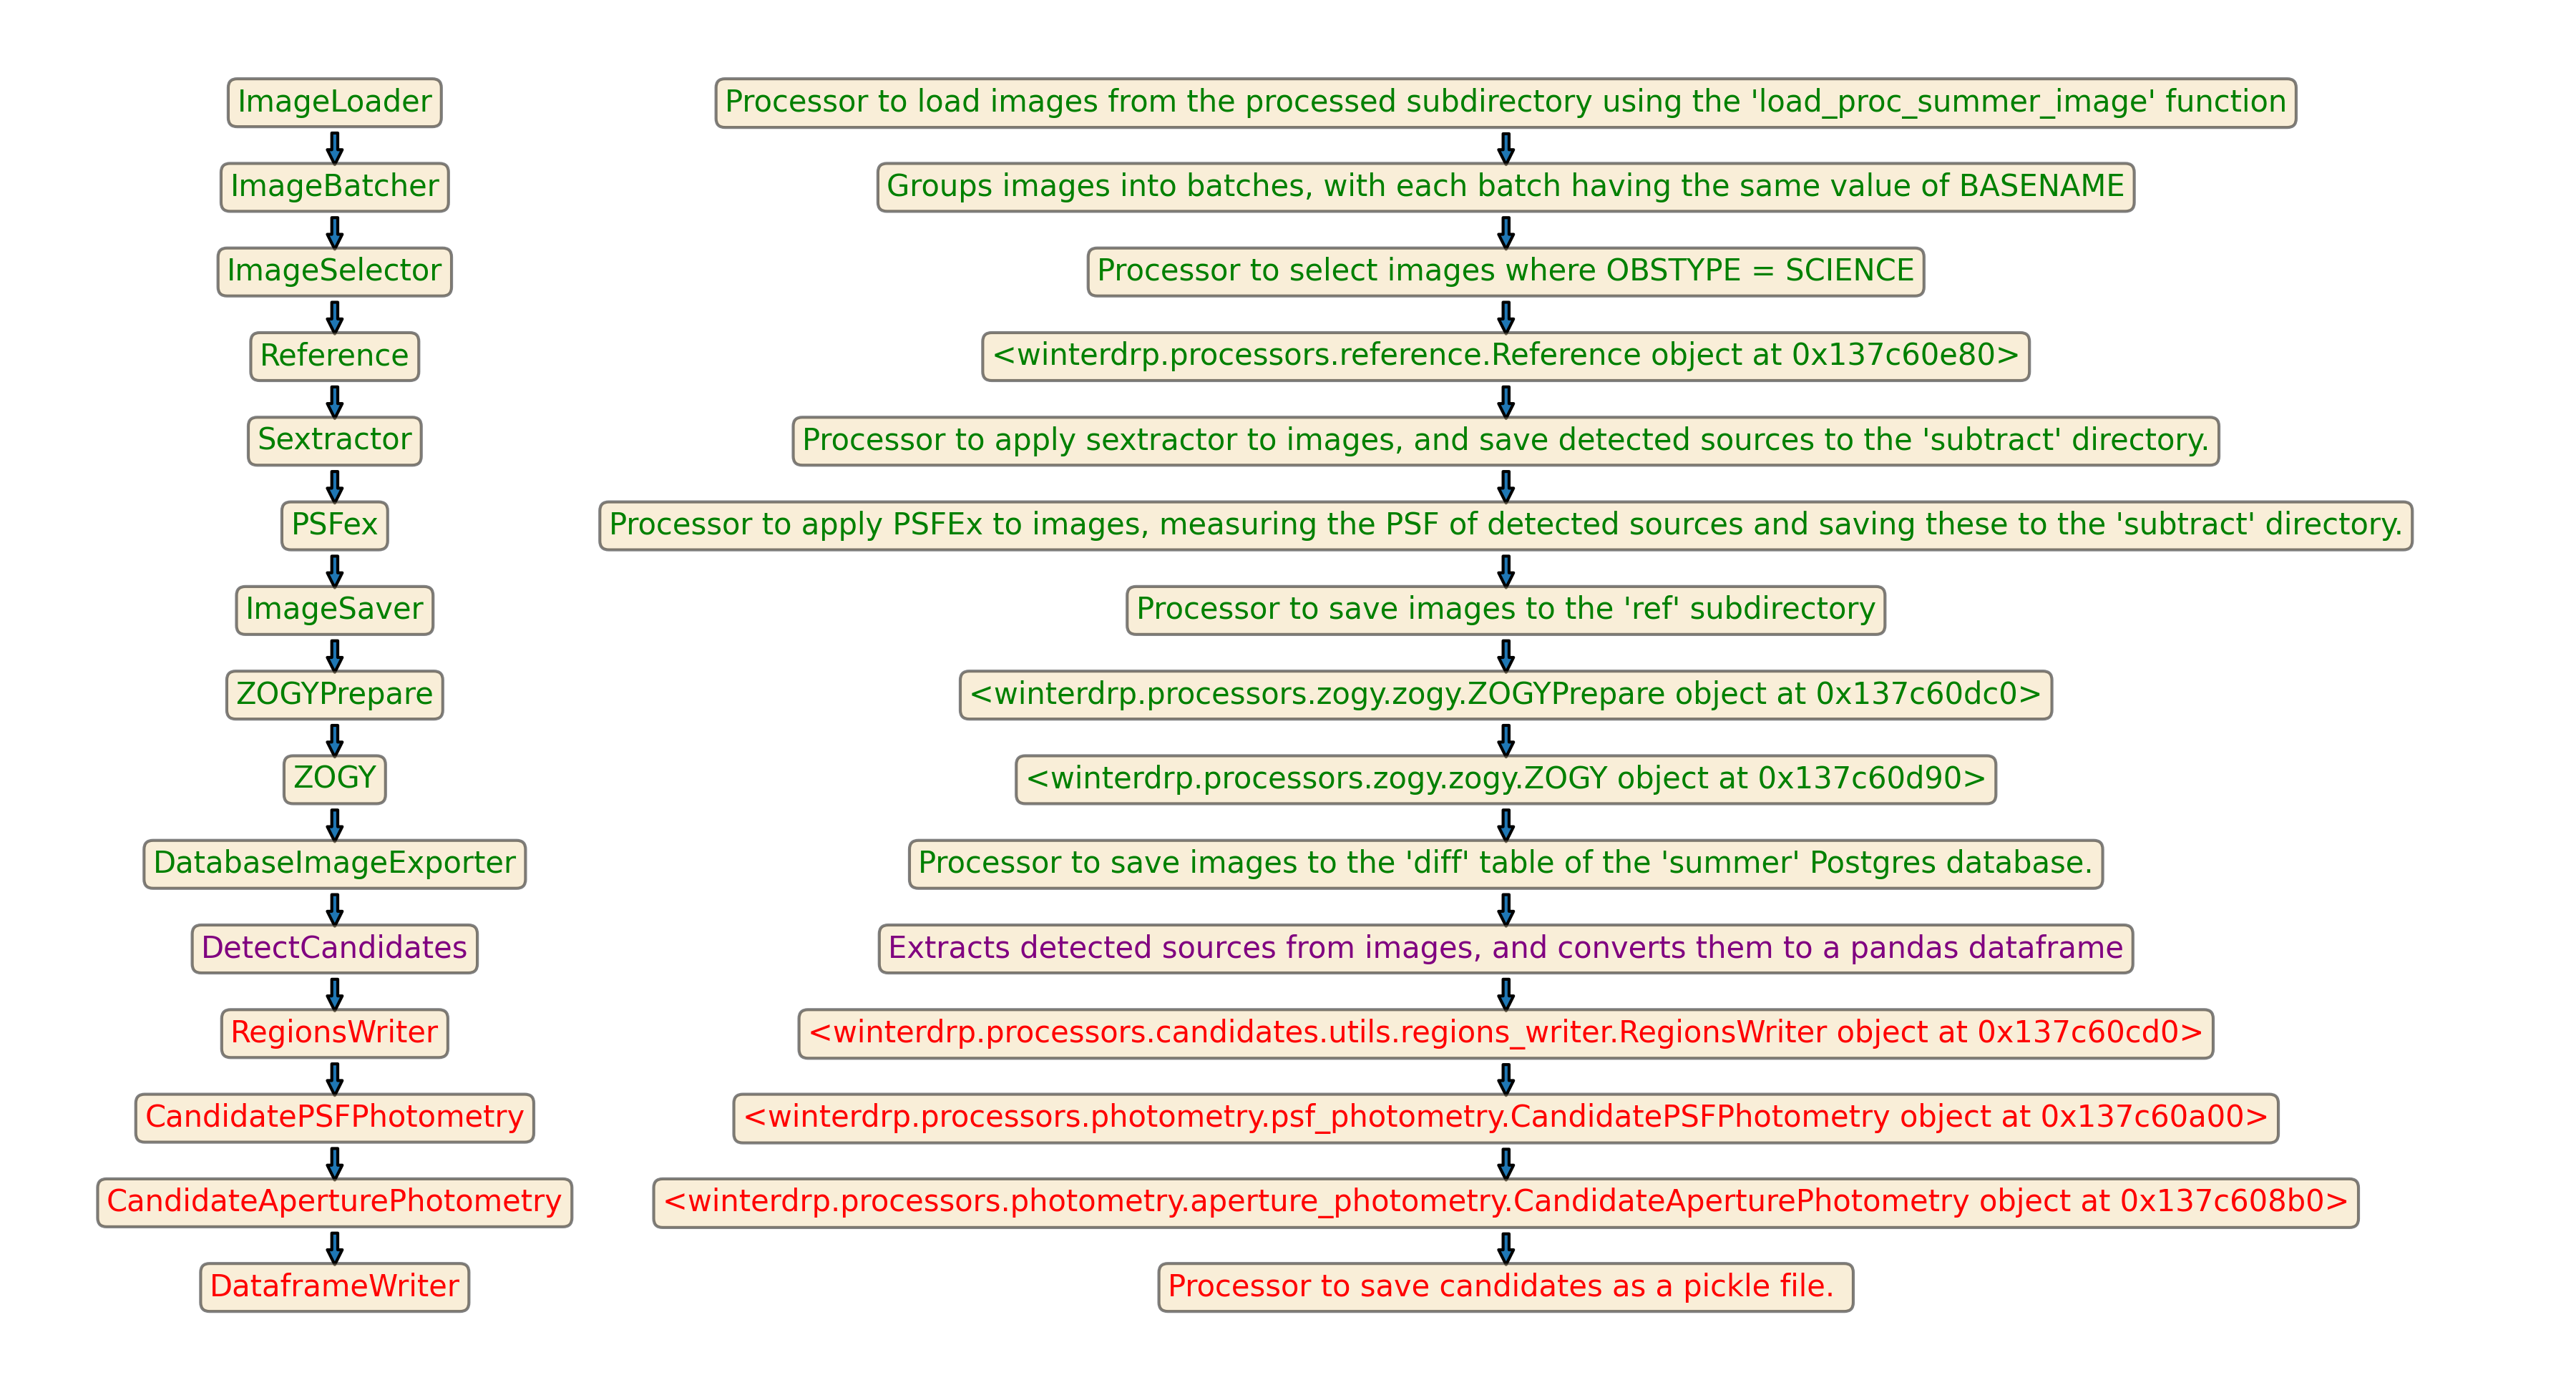 ImageLoader
Processor to load images from the processed subdirectory using the 'load_proc_summer_image' function
ImageBatcher
Groups images into batches, with each batch having the same value of BASENAME
ImageSelector
Processor to select images where OBSTYPE = SCIENCE
Reference
<winterdrp.processors.reference.Reference object at 0x137c60e80>
Sextractor
Processor to apply sextractor to images, and save detected sources to the 'subtract' directory.
PSFex
Processor to apply PSFEx to images, measuring the PSF of detected sources and saving these to the 'subtract' directory.
ImageSaver
Processor to save images to the 'ref' subdirectory
ZOGYPrepare
<winterdrp.processors.zogy.zogy.ZOGYPrepare object at 0x137c60dc0>
ZOGY
<winterdrp.processors.zogy.zogy.ZOGY object at 0x137c60d90>
DatabaseImageExporter
Processor to save images to the 'diff' table of the 'summer' Postgres database.
DetectCandidates
Extracts detected sources from images, and converts them to a pandas dataframe
RegionsWriter
<winterdrp.processors.candidates.utils.regions_writer.RegionsWriter object at 0x137c60cd0>
CandidatePSFPhotometry
<winterdrp.processors.photometry.psf_photometry.CandidatePSFPhotometry object at 0x137c60a00>
CandidateAperturePhotometry
<winterdrp.processors.photometry.aperture_photometry.CandidateAperturePhotometry object at 0x137c608b0>
DataframeWriter
Processor to save candidates as a pickle file.